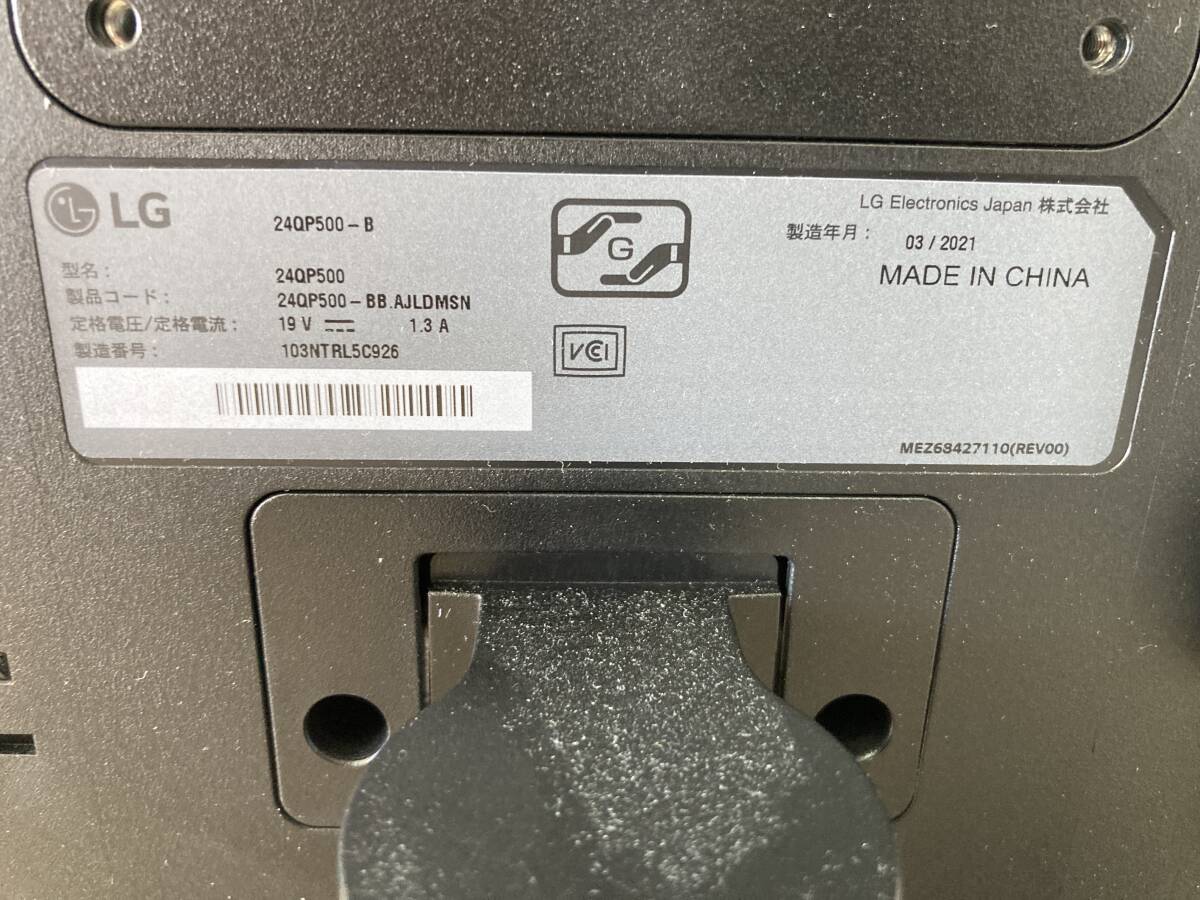 LG
24QP500-B
型名: 24QP500
製品コード: 24QP500-BB.AJLDMSN
定格電圧/定格電流: 19 V 1.3 A
製造番号: 103NTRL5C926
G
VCI
LG Electronics Japan 株式会社
製造年月: 03/2021
MADE IN CHINA
MEZ68427110(REV00)